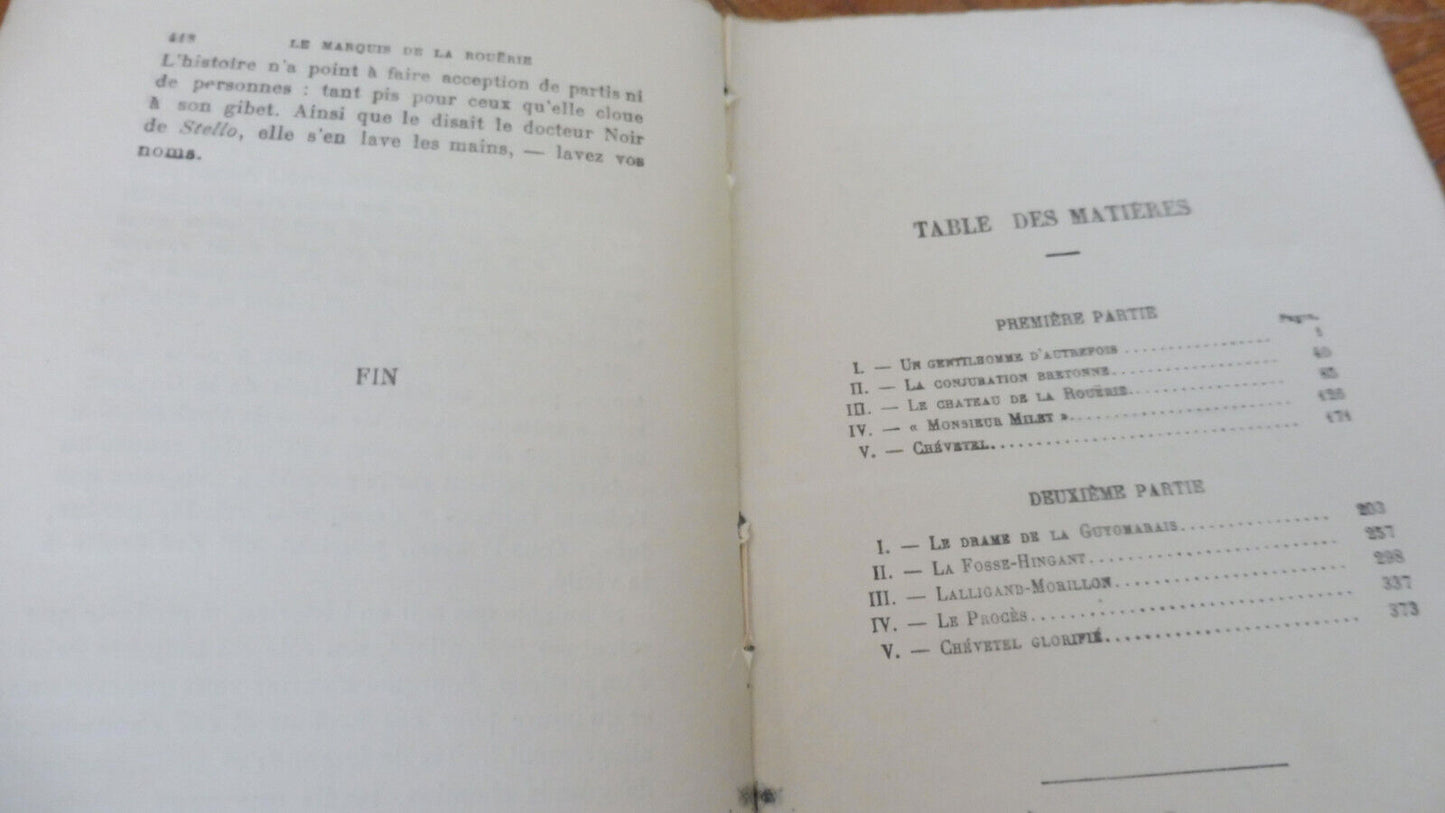 418 LE MARQUIS DE LA ROUËRIE
L'histoire n'a point à faire acception de partis ni
de personnes : tant pis pour ceux qu'elle cloue
à son gibet. Ainsi que le disait le docteur Noir
de Stello, elle s'en lave les mains, — lavez vos
noms.
FIN
TABLE DES MATIÈRES
PREMIÈRE PARTIE
Pages.
I. — UN GENTILHOMME D'AUTREFOIS .................... 1
II. — LA CONJURATION BRETONNE.................... 40
III. — LE CHATEAU DE LA ROUËRIE.................... 85
IV. — « MONSIEUR MILET ».................... 126
V. — CHÉVETEL.................... 171
DEUXIÈME PARTIE
I. — LE DRAME DE LA GUYOMARAIS.................... 203
II. — LA FOSSE-HINGANT.................... 257
III. — LALLIGAND-MORILLON.................... 298
IV. — LE PROCÈS.................... 337
V. — CHÉVETEL GLORIFIÉ.................... 373